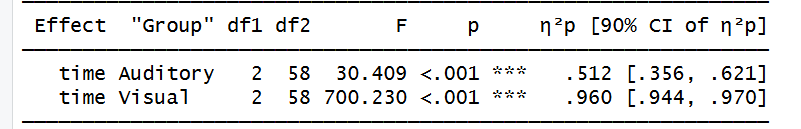 Effect "Group" df1 df2 F p η²p [90% CI of η²p]
time Auditory 2 58 30.409 <.001 *** .512 [.356, .621]
time Visual 2 58 700.230 <.001 *** .960 [.944, .970]